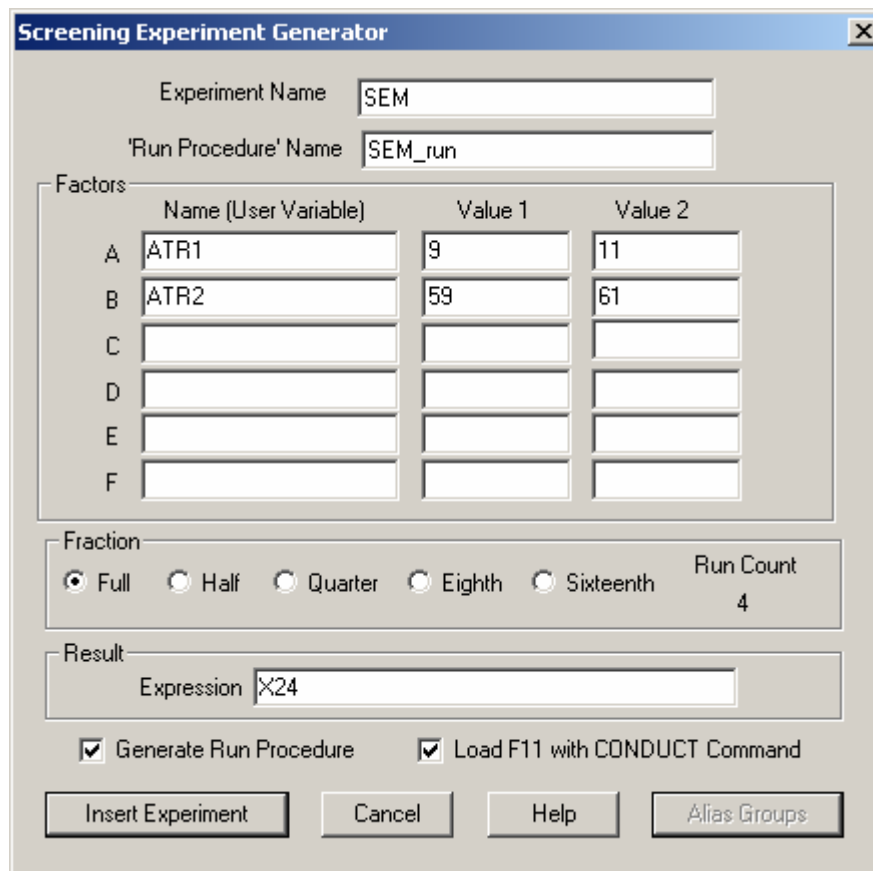 Screening Experiment Generator
Experiment Name SEM
'Run Procedure' Name SEM_run
Factors
Name (User Variable) Value 1 Value 2
A ATR1 9 11
B ATR2 59 61
C
D
E
F
Fraction
Full Half Quarter Eighth Sixteenth Run Count
4
Result
Expression X24
Generate Run Procedure Load F11 with CONDUCT Command
Insert Experiment Cancel Help Alias Groups